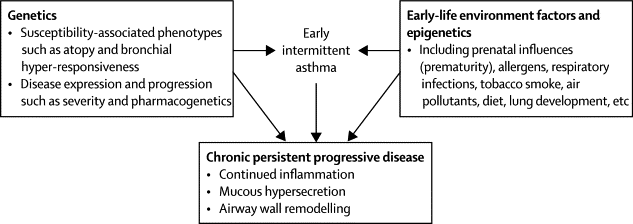 Genetics
• Susceptibility-associated phenotypes
such as atopy and bronchial
hyper-responsiveness
• Disease expression and progression
such as severity and pharmacogenetics
Early
intermittent
asthma
Early-life environment factors and
epigenetics
• Including prenatal influences
(prematurity), allergens, respiratory
infections, tobacco smoke, air
pollutants, diet, lung development, etc
Chronic persistent progressive disease
• Continued inflammation
• Mucous hypersecretion
• Airway wall remodelling